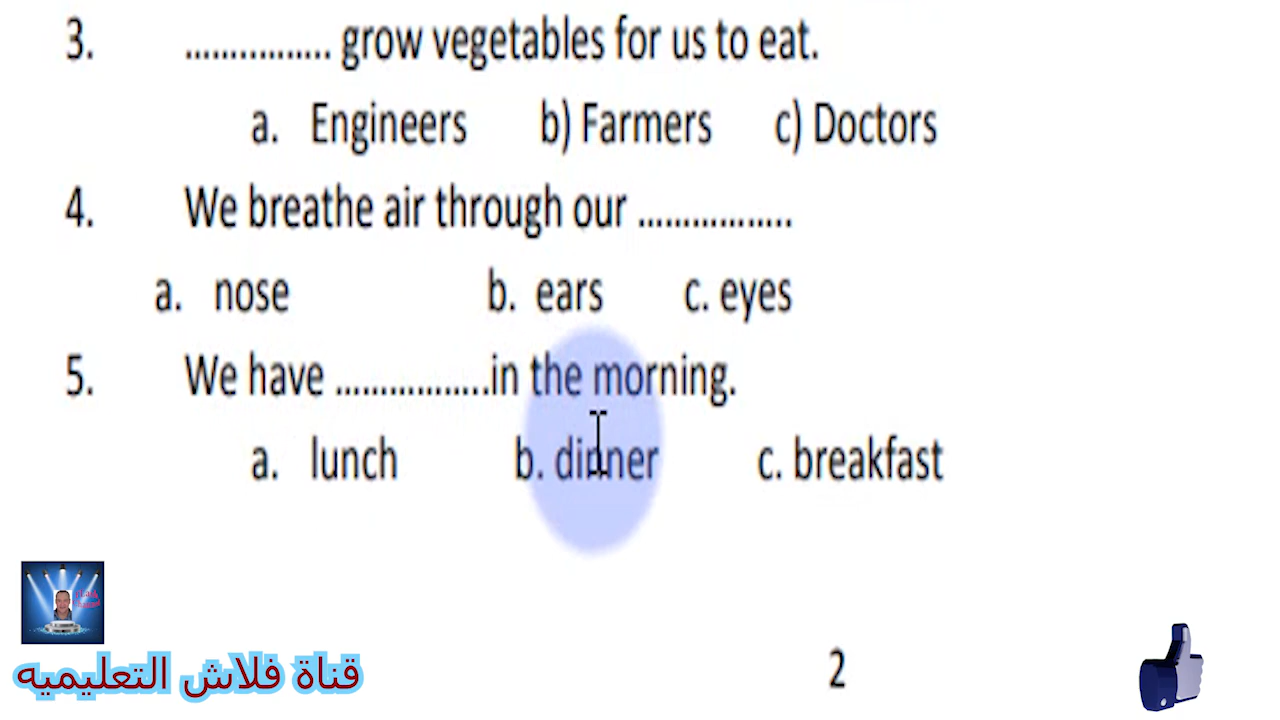 3. ................ grow vegetables for us to eat.
a. Engineers b) Farmers c) Doctors
4. We breathe air through our .................
a. nose b. ears c. eyes
5. We have .................in the morning.
a. lunch b. dinner c. breakfast
قناة فلاش التعليميه
2